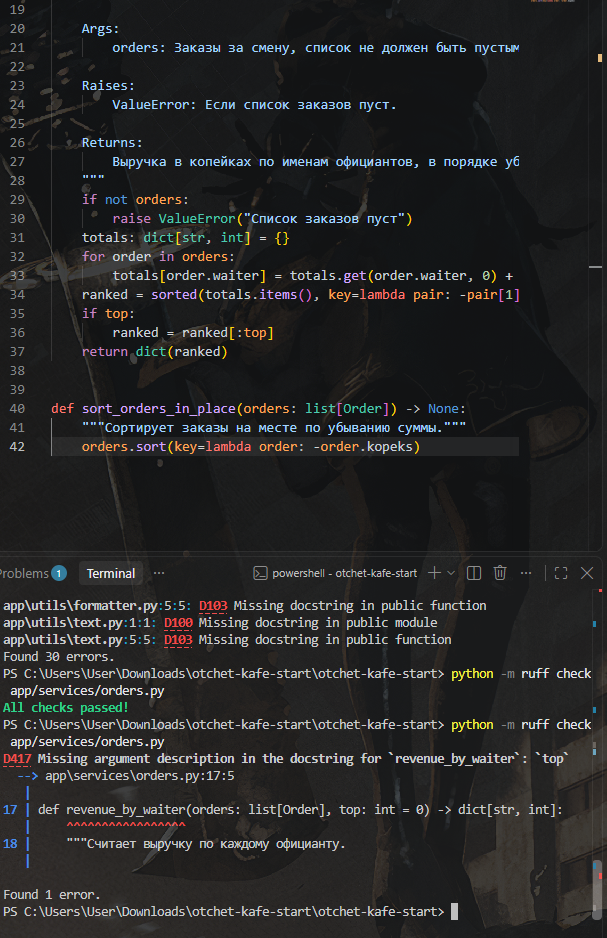 19
20 Args:
21 orders: Заказы за смену, список не должен быть пустым
22
23 Raises:
24 ValueError: Если список заказов пуст.
25
26 Returns:
27 Выручка в копейках по именам официантов, в порядке уб
28 """
29 if not orders:
30 raise ValueError("Список заказов пуст")
31 totals: dict[str, int] = {}
32 for order in orders:
33 totals[order.waiter] = totals.get(order.waiter, 0) +
34 ranked = sorted(totals.items(), key=lambda pair: -pair[1]
35 if top:
36 ranked = ranked[:top]
37 return dict(ranked)
38
39
40 def sort_orders_in_place(orders: list[Order]) -> None:
41 """Сортирует заказы на месте по убыванию суммы."""
42 orders.sort(key=lambda order: -order.kopeks)
Problems 1 Terminal ... powershell - otchet-kafe-start
app\utils\formatter.py:5:5: D103 Missing docstring in public function
app\utils\text.py:1:1: D100 Missing docstring in public module
app\utils\text.py:5:5: D103 Missing docstring in public function
Found 30 errors.
PS C:\Users\User\Downloads\otchet-kafe-start\otchet-kafe-start> python -m ruff check
app/services/orders.py
All checks passed!
PS C:\Users\User\Downloads\otchet-kafe-start\otchet-kafe-start> python -m ruff check
app/services/orders.py
D417 Missing argument description in the docstring for `revenue_by_waiter`: `top`
--> app\services\orders.py:17:5
|
17 | def revenue_by_waiter(orders: list[Order], top: int = 0) -> dict[str, int]:
| ^^^^^^^^^^^^^^^^^
18 | """Считает выручку по каждому официанту.
|
Found 1 error.
PS C:\Users\User\Downloads\otchet-kafe-start\otchet-kafe-start>